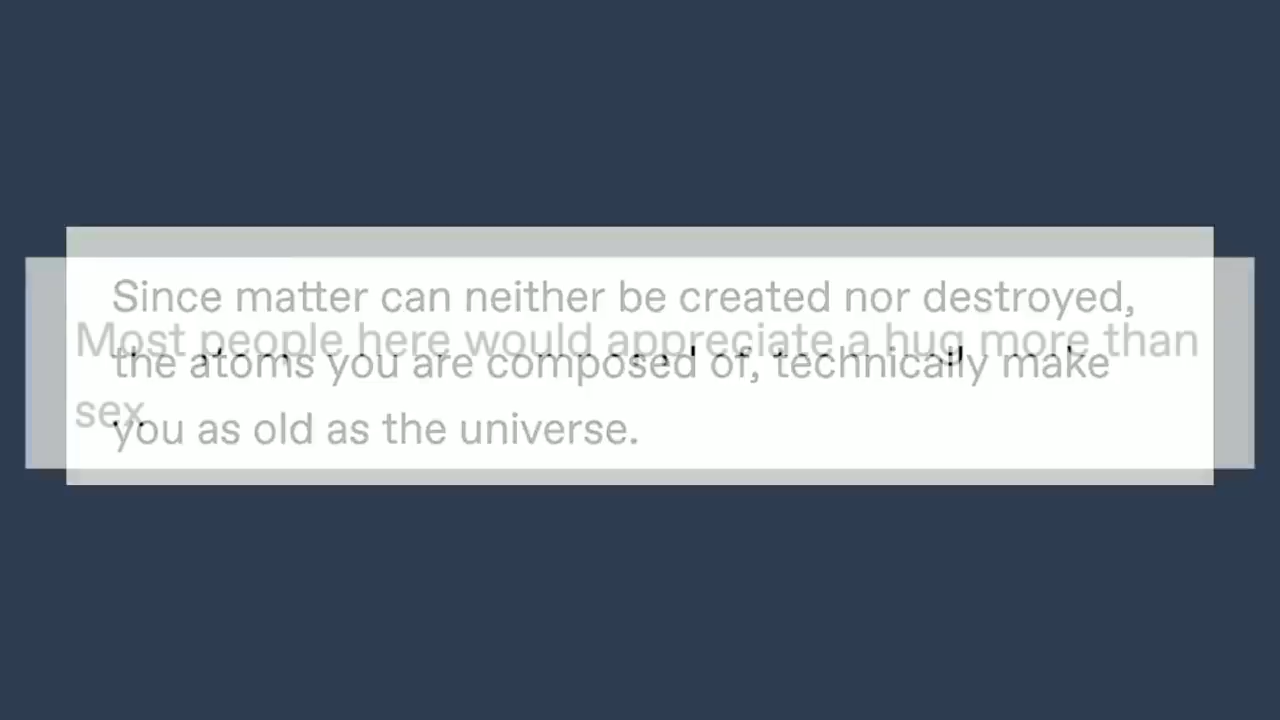 Since matter can neither be created nor destroyed,
the atoms you are composed of, technically make
you as old as the universe.
Most people here would appreciate a hug more than
sex.